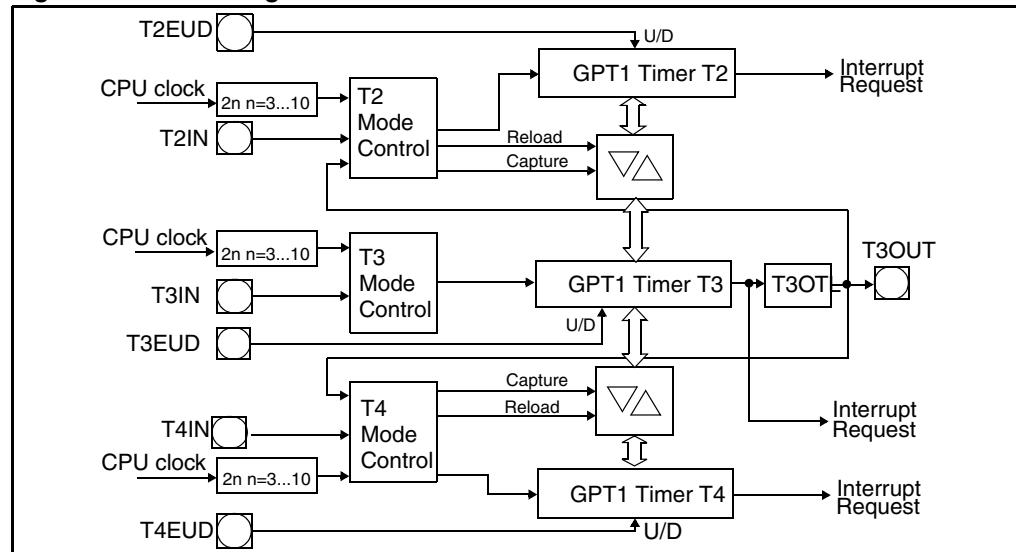 T2EUD
U/D
GPT1 Timer T2
Interrupt
Request
CPU clock
2n n=3...10
T2
Mode
Control
T2IN
Reload
Capture
CPU clock
2n n=3...10
T3
Mode
Control
T3OUT
T3IN
GPT1 Timer T3
T3OT
U/D
T3EUD
Capture
Reload
T4
Mode
Control
T4IN
Interrupt
Request
CPU clock
2n n=3...10
GPT1 Timer T4
Interrupt
Request
T4EUD
U/D